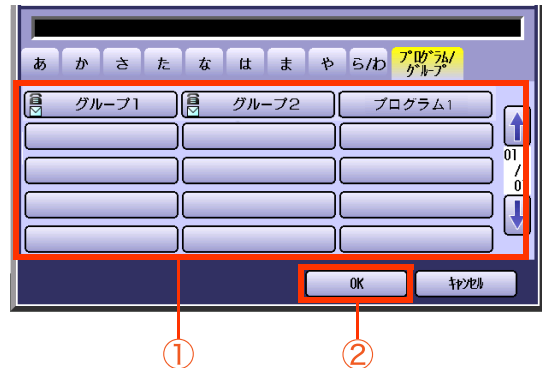 あ か さ た な は ま や ら/わ ﾌﾟﾛｸﾞﾗﾑ/
ｸﾞﾙｰﾌﾟ
グループ1 グループ2 プログラム1
01
/
0
OK ｷｬﾝｾﾙ
① ②